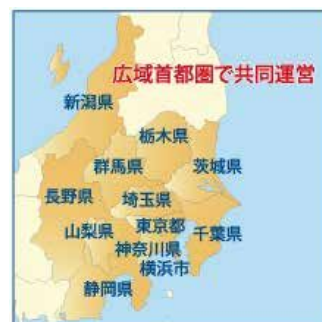 広域首都圏で共同運営
新潟県
栃木県
群馬県
茨城県
長野県
埼玉県
山梨県
東京都
千葉県
神奈川県
横浜市
静岡県